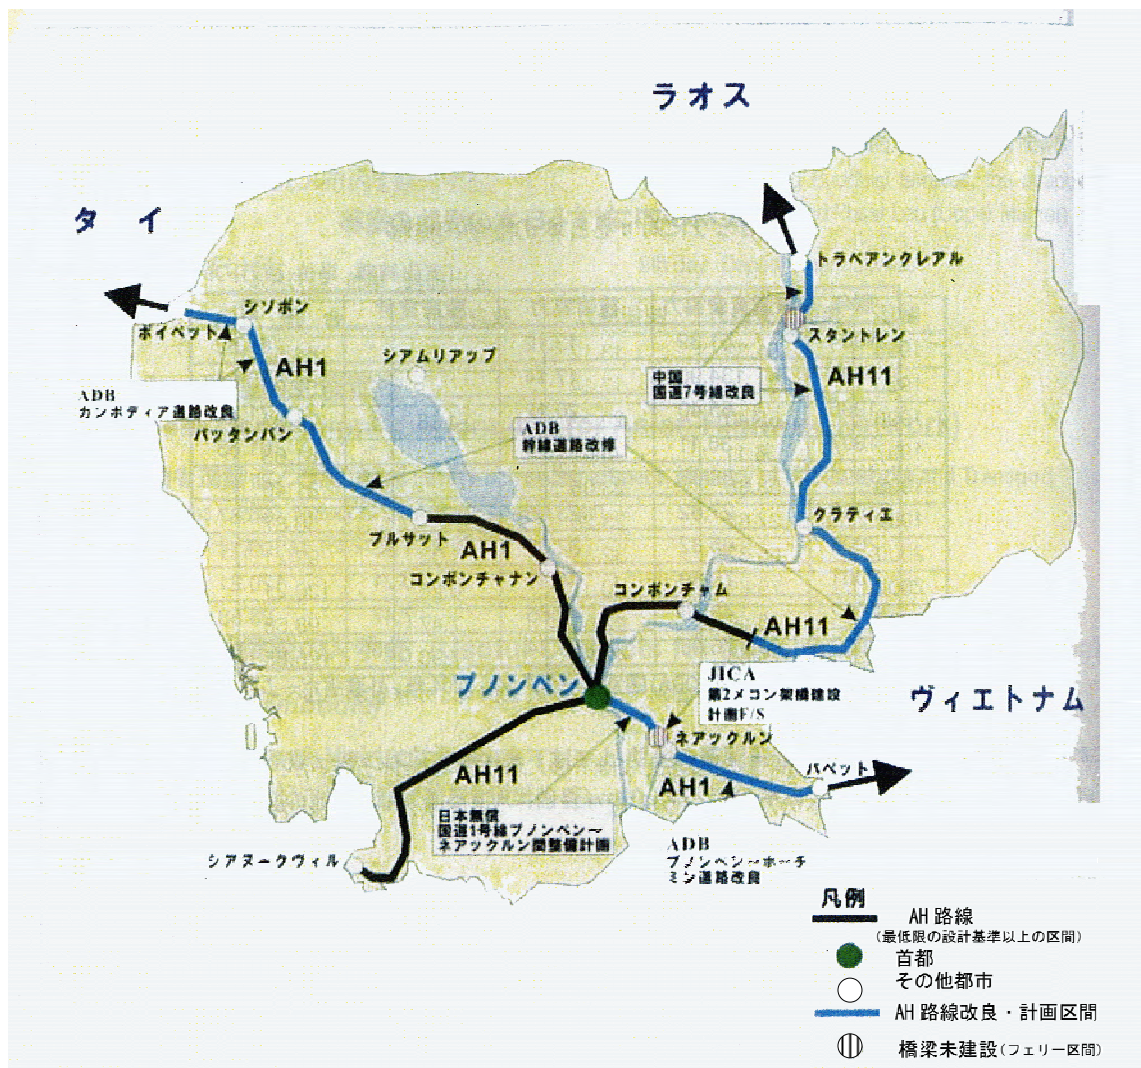 ラオス
タイ
トラペアンクレアル
シソポン
ポイペット
スタントレン
シアムリアップ
AH1
AH11
中国
国道7号線改良
ADB
カンボディア道路改良
ADB
幹線道路改修
バッタンバン
クラティエ
プルサット
AH1
コンポンチャナン
コンポンチャム
AH11
JICA
第2メコン架橋建設
計画F/S
プノンペン
ヴィエトナム
ネアックルン
バベット
AH11
AH1
日本無償
国道1号線プノンペン～
ネアックルン間整備計画
ADB
プノンペン～ホーチ
ミン道路改良
シアヌークヴィル
凡例
AH 路線
(最低限の設計基準以上の区間)
首都
その他都市
AH 路線改良・計画区間
橋梁未建設(フェリー区間)